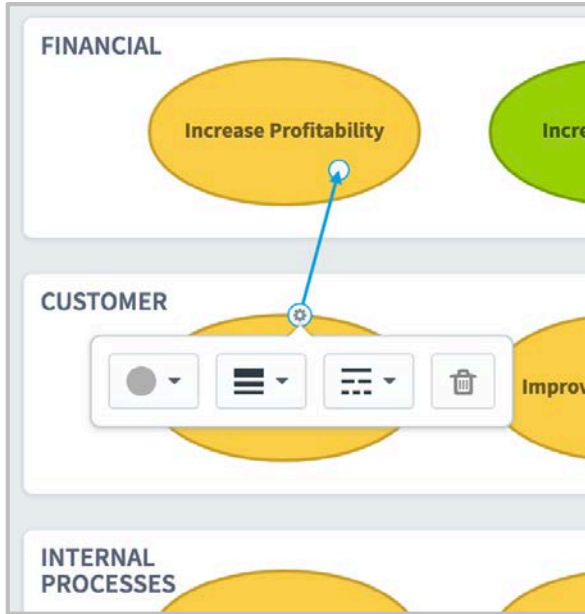 FINANCIAL
Increase Profitability
CUSTOMER
INTERNAL
PROCESSES